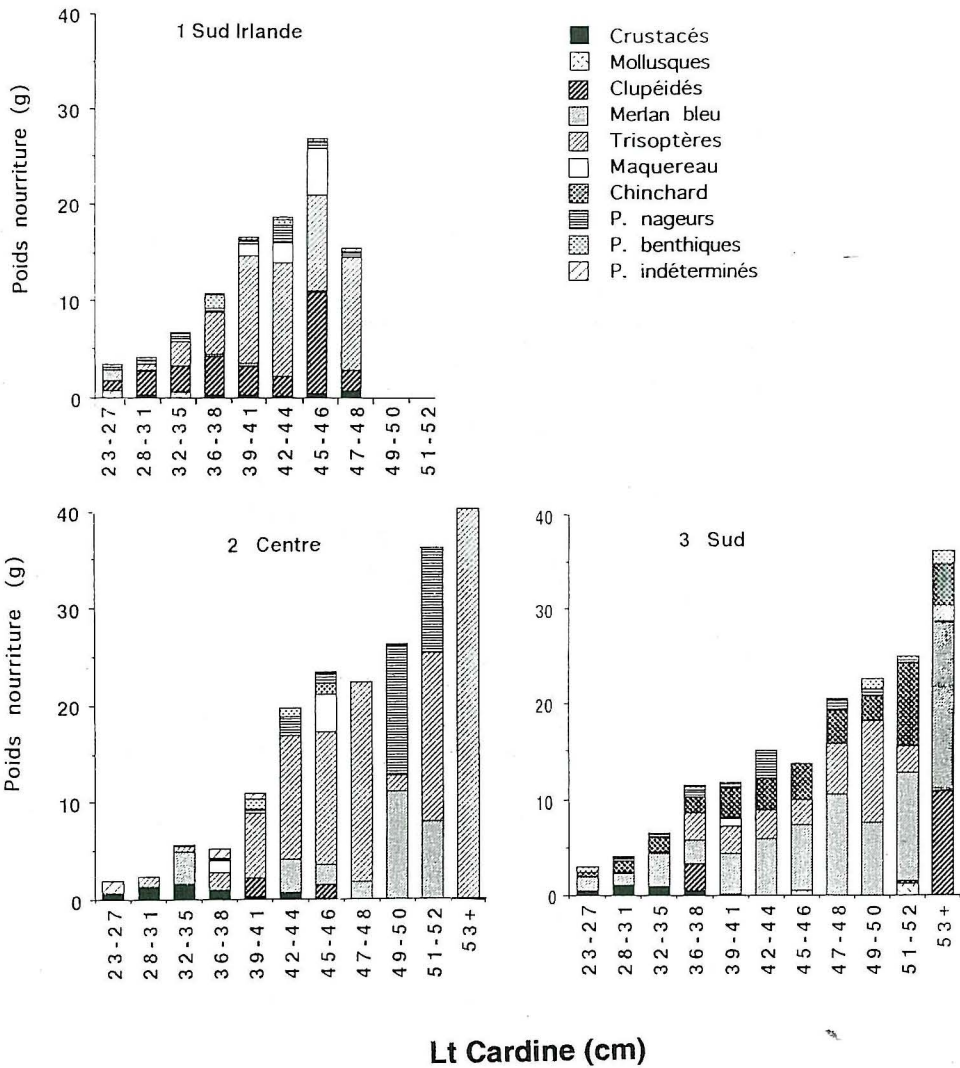 1 Sud Irlande
Poids nourriture (g)
40
30
20
10
0
23-27
28-31
32-35
36-38
39-41
42-44
45-46
47-48
49-50
51-52
Crustacés
Mollusques
Clupéidés
Merlan bleu
Trisoptères
Maquereau
Chinchard
P. nageurs
P. benthiques
P. indéterminés
2 Centre
Poids nourriture (g)
40
30
20
10
0
23-27
28-31
32-35
36-38
39-41
42-44
45-46
47-48
49-50
51-52
53+
3 Sud
40
30
20
10
0
23-27
28-31
32-35
36-38
39-41
42-44
45-46
47-48
49-50
51-52
53+
Lt Cardine (cm)